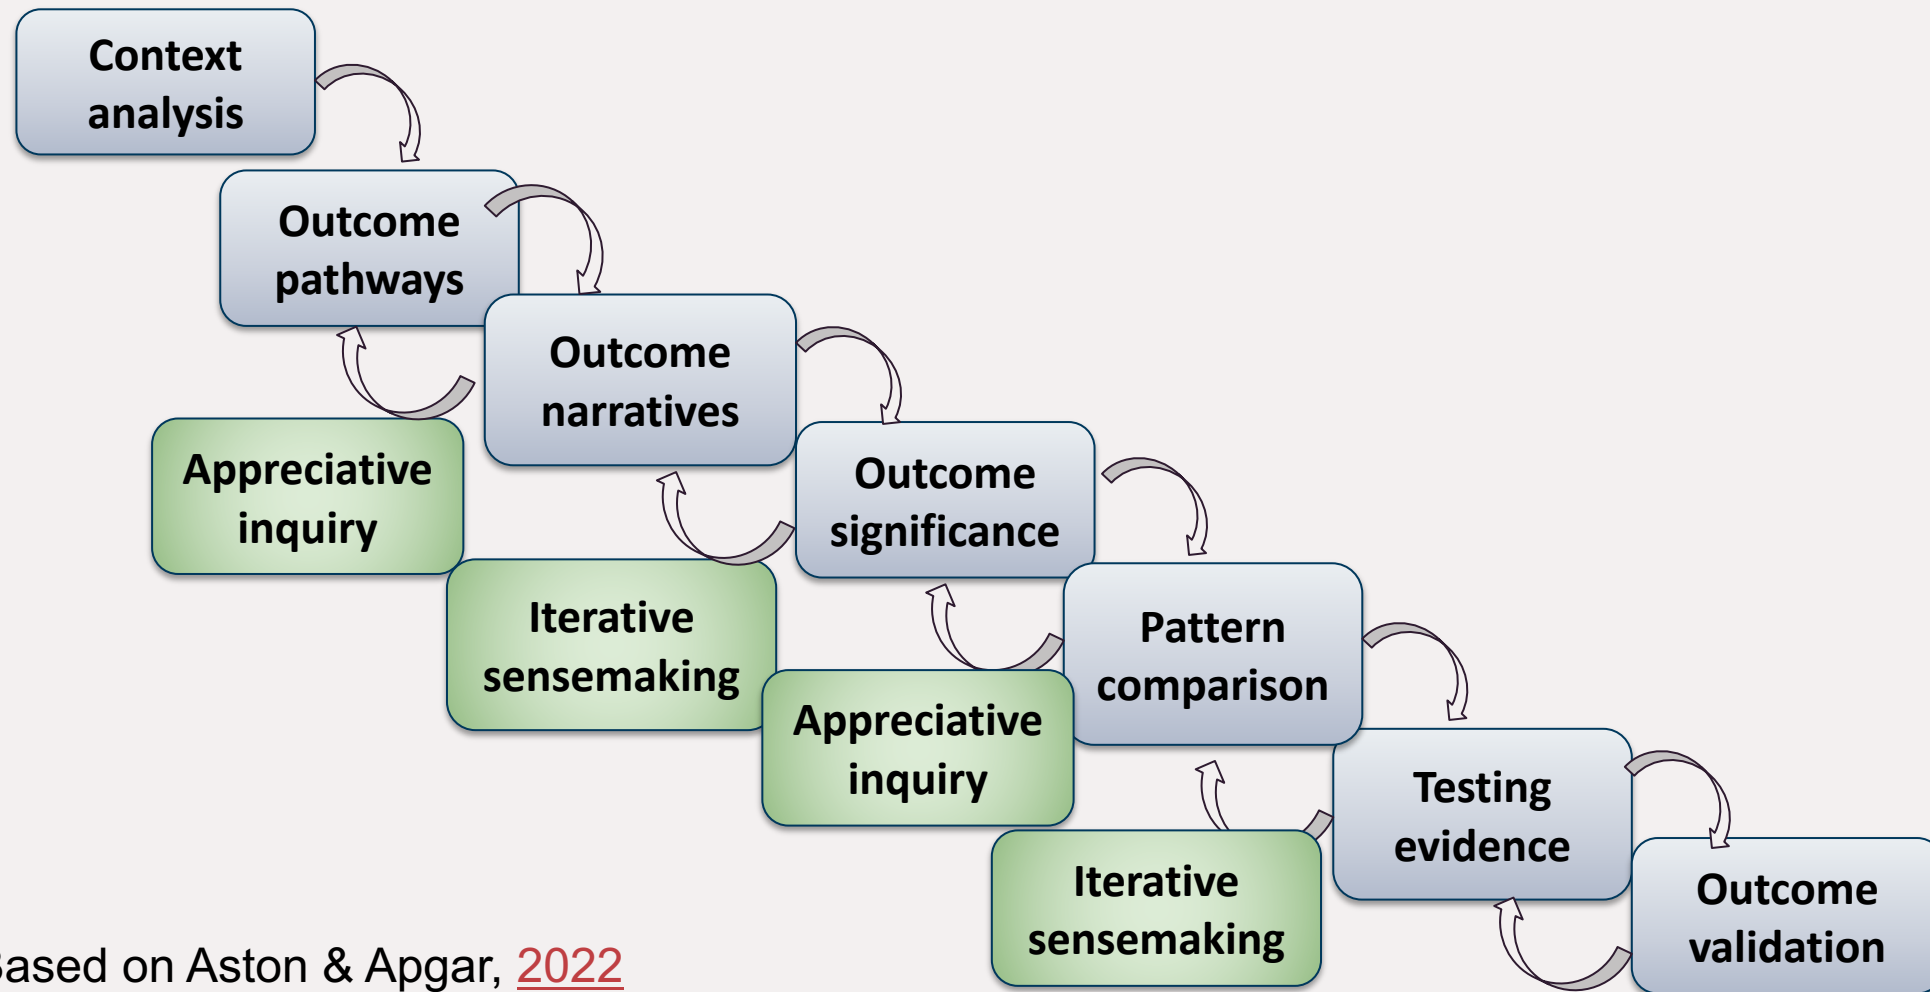 Context
analysis
Outcome
pathways
Outcome
narratives
Appreciative
inquiry
Outcome
significance
Iterative
sensemaking
Pattern
comparison
Appreciative
inquiry
Testing
evidence
Iterative
sensemaking
Outcome
validation
Based on Aston & Apgar, 2022